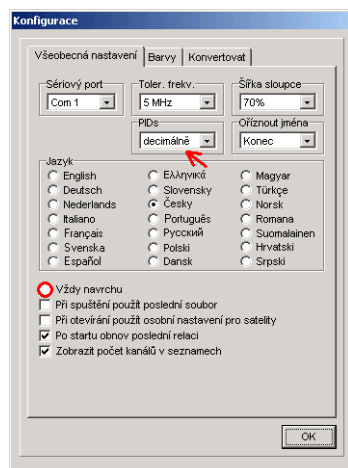 Konfigurace
Všeobecná nastavení Barvy Konvertovat
Sériový port Toler. frekv. Šířka sloupce
Com 1 5 MHz 70%
PIDs Oříznout jména
decimálně Konec
Jazyk
English Ελληνικά Magyar
Deutsch Slovensky Türkçe
Nederlands Česky Norsk
Italiano Português Romana
Français Русский Suomalainen
Svenska Polski Hrvatski
Español Dansk Srpski
Vždy navrchu
Při spuštění použít poslední soubor
Při otevírání použít osobní nastavení pro satelity
Po startu obnov poslední relaci
Zobrazit počet kanálů v seznamech
OK